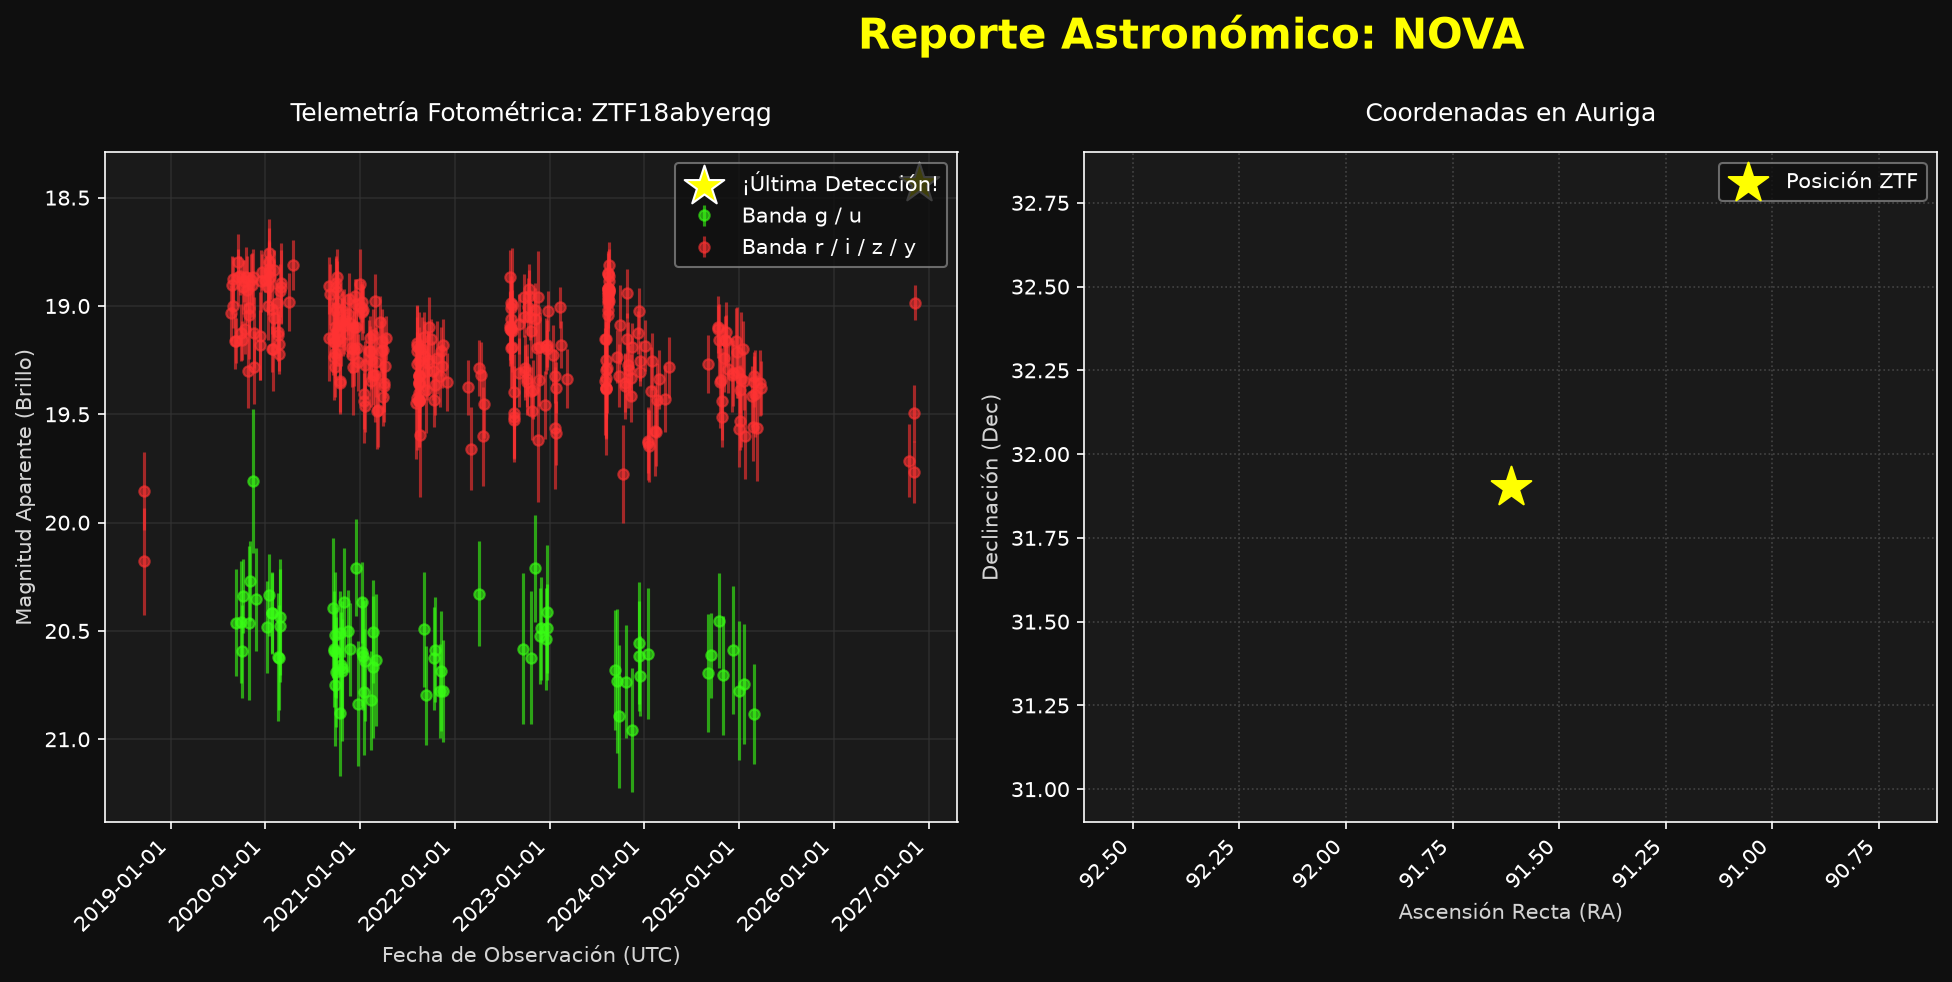 Reporte Astronómico: NOVA
Telemetría Fotométrica: ZTF18abyerqg
¡Última Detección!
Banda g / u
Banda r / i / z / y
Magnitud Aparente (Brillo)
18.5
19.0
19.5
20.0
20.5
21.0
2019-01-01
2020-01-01
2021-01-01
2022-01-01
2023-01-01
2024-01-01
2025-01-01
2026-01-01
2027-01-01
Fecha de Observación (UTC)
Coordenadas en Auriga
Posición ZTF
Declinación (Dec)
32.75
32.50
32.25
32.00
31.75
31.50
31.25
31.00
92.50
92.25
92.00
91.75
91.50
91.25
91.00
90.75
Ascensión Recta (RA)